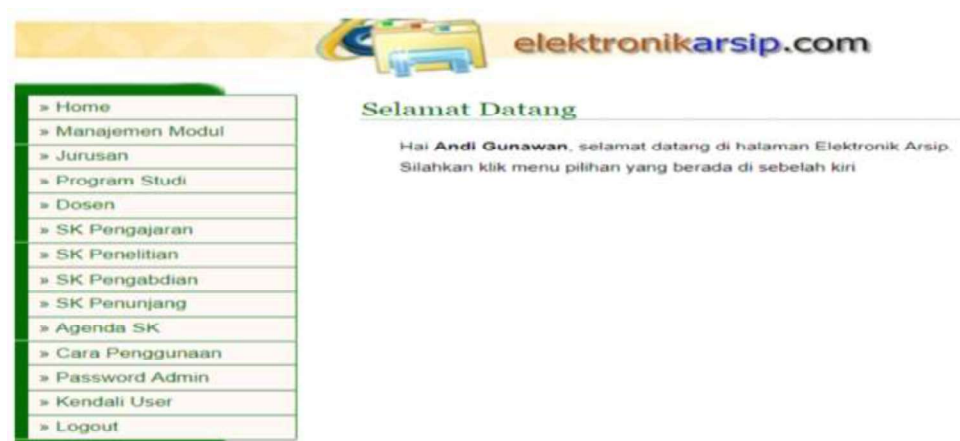 elektronikarsip.com
» Home
» Manajemen Modul
» Jurusan
» Program Studi
» Dosen
» SK Pengajaran
» SK Penelitian
» SK Pengabdian
» SK Penunjang
» Agenda SK
» Cara Penggunaan
» Password Admin
» Kendali User
» Logout
Selamat Datang
Hai Andi Gunawan, selamat datang di halaman Elektronik Arsip.
Silahkan klik menu pilihan yang berada di sebelah kiri